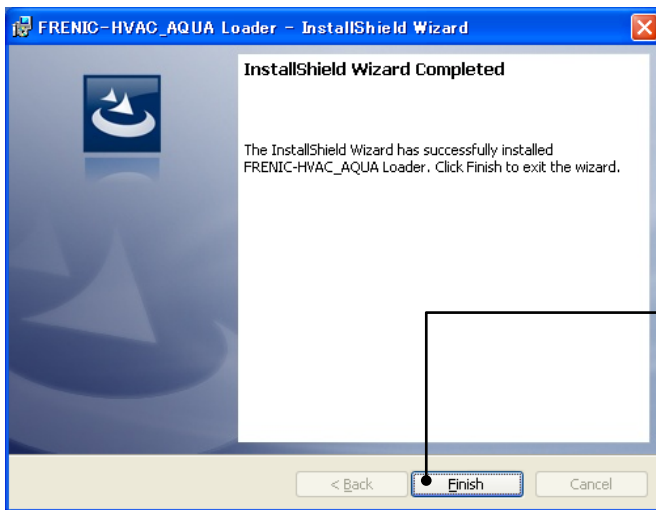 FRENIC-HVAC_AQUA Loader - InstallShield Wizard
InstallShield Wizard Completed
The InstallShield Wizard has successfully installed
FRENIC-HVAC_AQUA Loader. Click Finish to exit the wizard.
< Back
Finish
Cancel